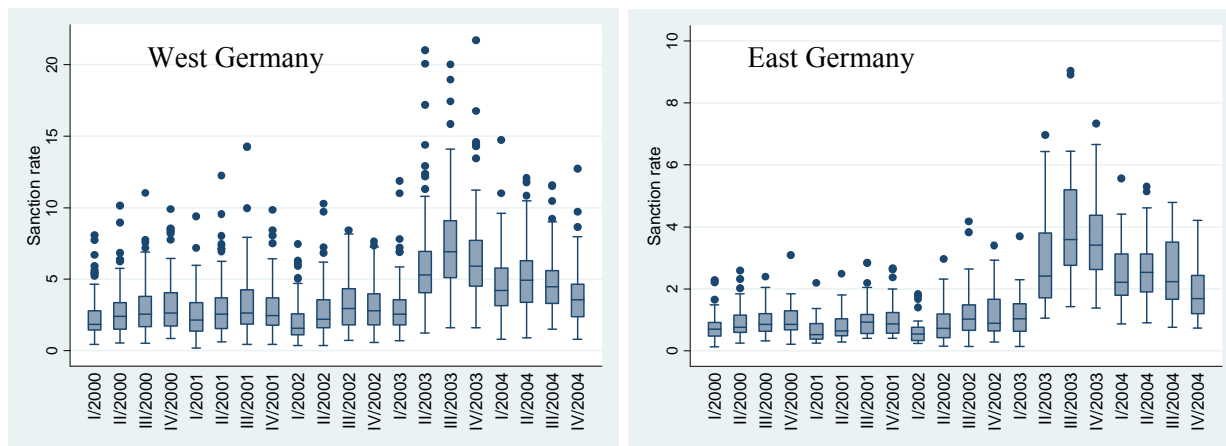 West Germany
Sanction rate
20
15
10
5
0
I/2000
II/2000
III/2000
IV/2000
I/2001
II/2001
III/2001
IV/2001
I/2002
II/2002
III/2002
IV/2002
I/2003
II/2003
III/2003
IV/2003
I/2004
II/2004
III/2004
IV/2004
East Germany
Sanction rate
10
8
6
4
2
0
I/2000
II/2000
III/2000
IV/2000
I/2001
II/2001
III/2001
IV/2001
I/2002
II/2002
III/2002
IV/2002
I/2003
II/2003
III/2003
IV/2003
I/2004
II/2004
III/2004
IV/2004